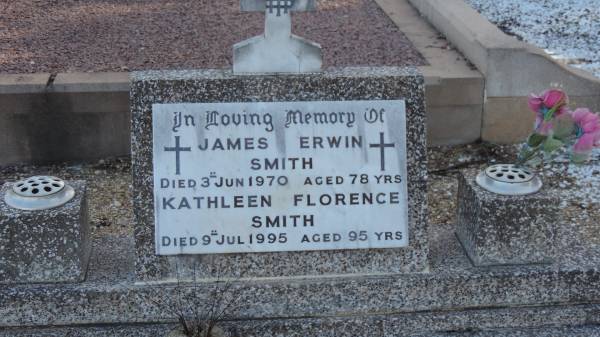 In Loving Memory Of
JAMES ERWIN
SMITH
DIED 3RD JUN 1970 AGED 78 YRS
KATHLEEN FLORENCE
SMITH
DIED 9TH JUL 1995 AGED 95 YRS